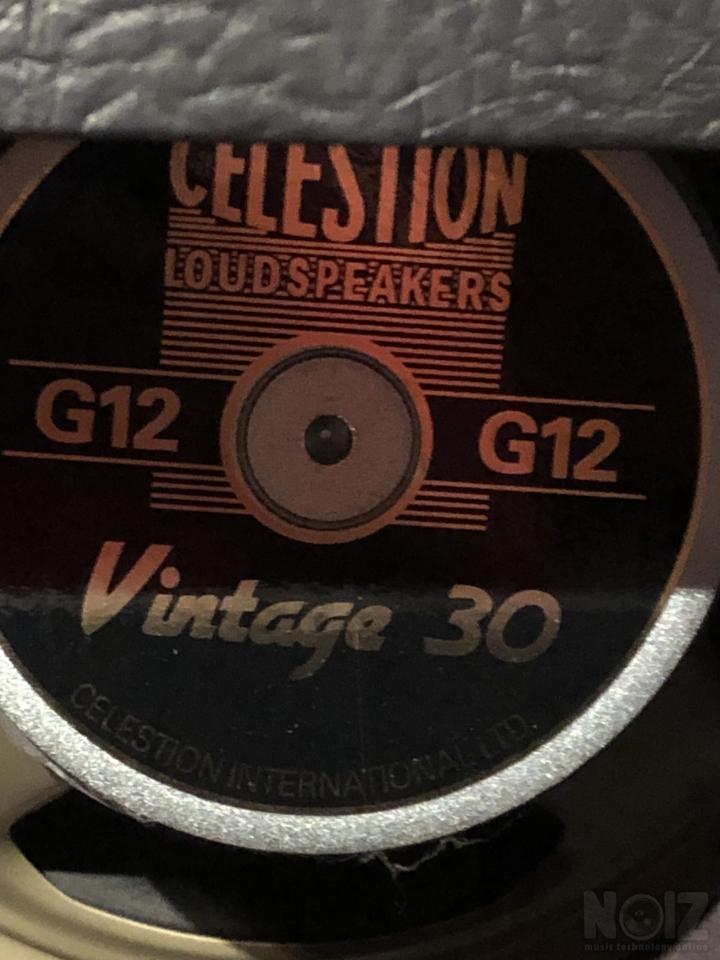 CELESTION
LOUDSPEAKERS
G12 G12
Vintage 30
CELESTION INTERNATIONAL LTD.
NOIZ
music technology online